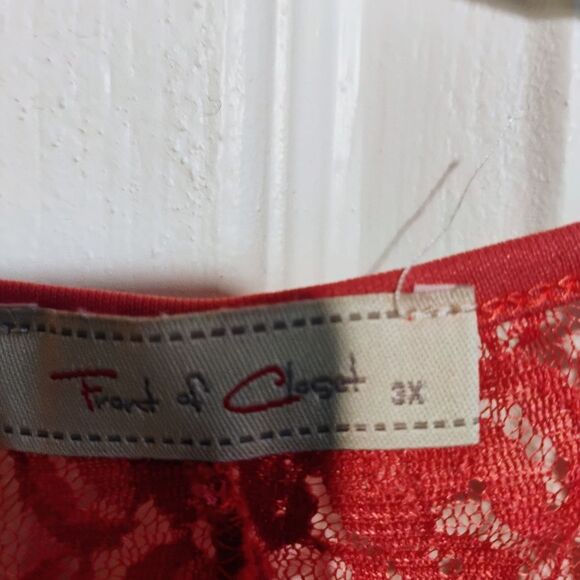 Front of Closet 3X